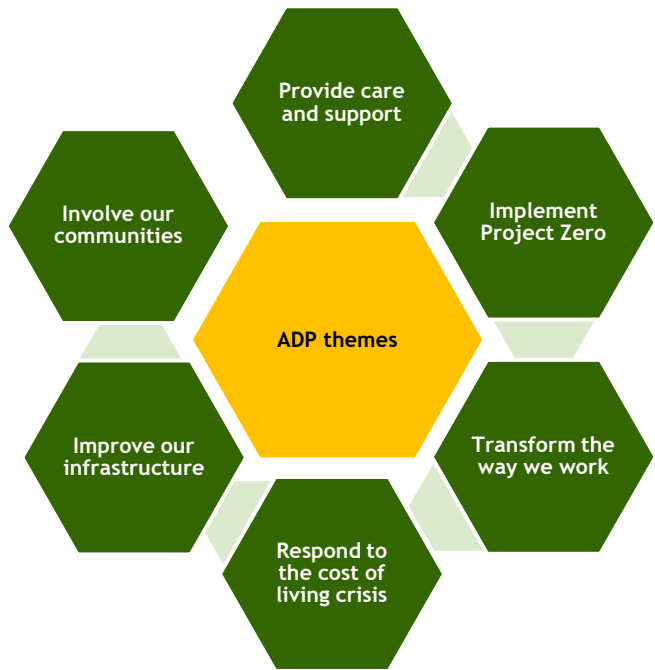 Provide care
and support
Implement
Project Zero
Transform the
way we work
Respond to
the cost of
living crisis
Improve our
infrastructure
Involve our
communities
ADP themes